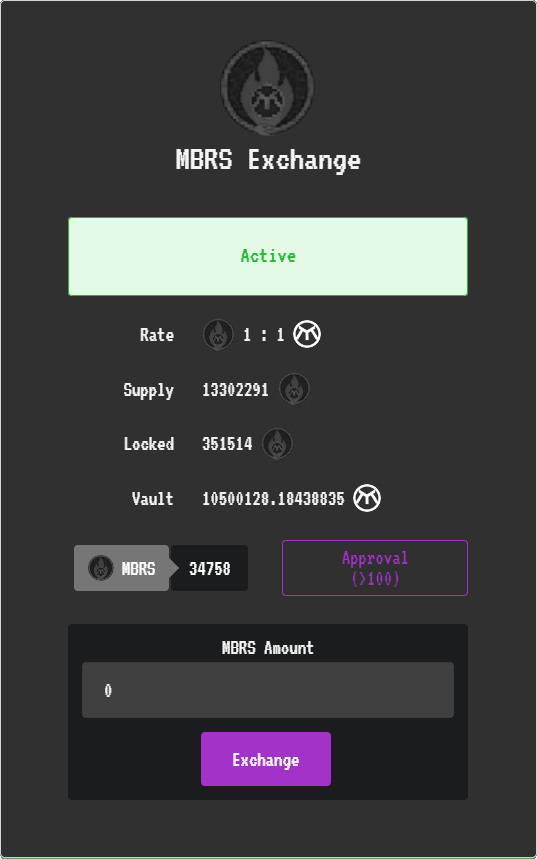 MBRS Exchange
Active
Rate 1 : 1
Supply 13302291
Locked 351514
Vault 10500128.18438835
MBRS 34758
Approval
(>100)
MBRS Amount
0
Exchange